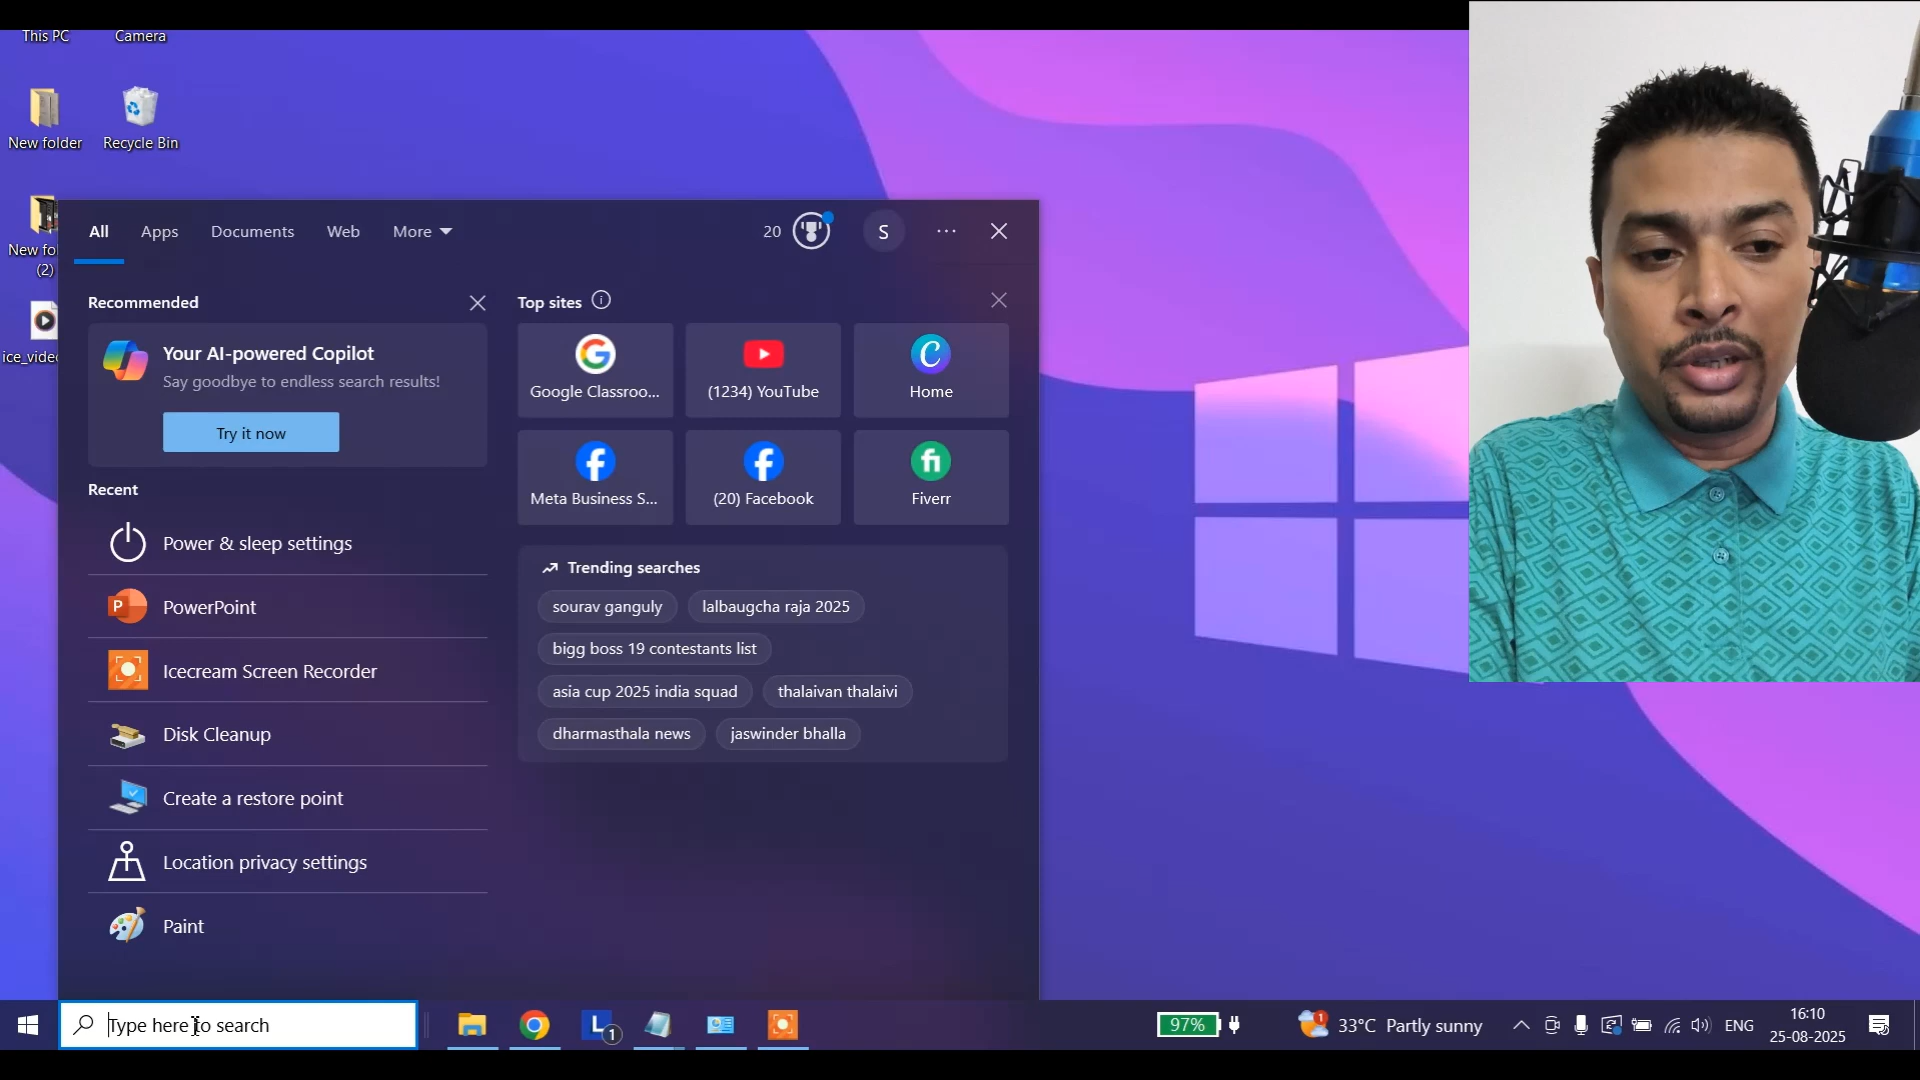 This PC
Camera
New folder
Recycle Bin
New fo
(2)
ice_vide
All
Apps
Documents
Web
More
20
S
Recommended
Your AI-powered Copilot
Say goodbye to endless search results!
Try it now
Recent
Power & sleep settings
PowerPoint
Icecream Screen Recorder
Disk Cleanup
Create a restore point
Location privacy settings
Paint
Top sites
Google Classroo...
(1234) YouTube
Home
Meta Business S...
(20) Facebook
Fiverr
Trending searches
sourav ganguly
lalbaugcha raja 2025
bigg boss 19 contestants list
asia cup 2025 india squad
thalaivan thalaivi
dharmasthala news
jaswinder bhalla
Type here to search
L
1
97%
1
33°C Partly sunny
ENG
16:10
25-08-2025